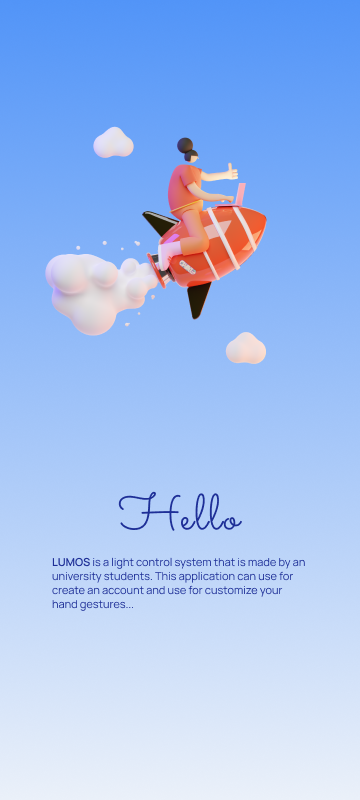 Hello
LUMOS is a light control system that is made by an
university students. This application can use for
create an account and use for customize your
hand gestures...